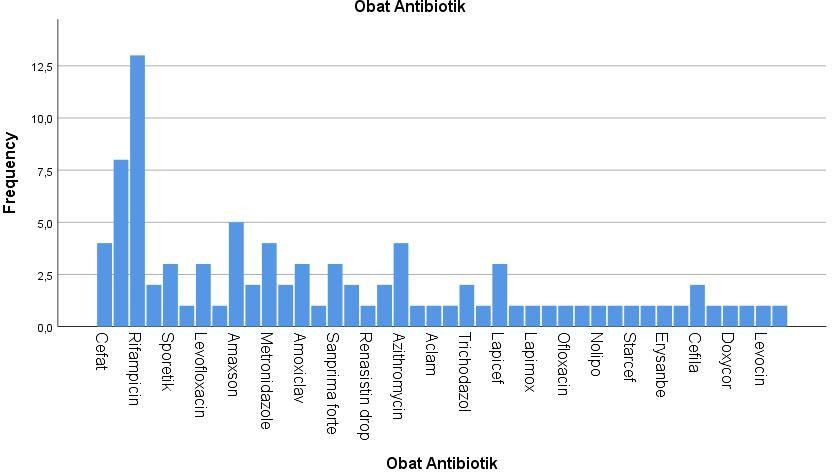 Obat Antibiotik
Frequency
12,5
10,0
7,5
5,0
2,5
0,0
Cefat
Rifampicin
Sporetik
Levofloxacin
Amaxson
Metronidazole
Amoxiclav
Sanprima forte
Renasistin drop
Azithromycin
Aclam
Trichodazol
Lapicef
Lapimox
Ofloxacin
Nolipo
Starcef
Erysanbe
Cefila
Doxycor
Levocin
Obat Antibiotik